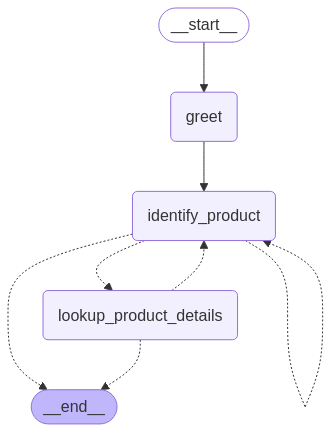 __start__
greet
identify_product
lookup_product_details
__end__